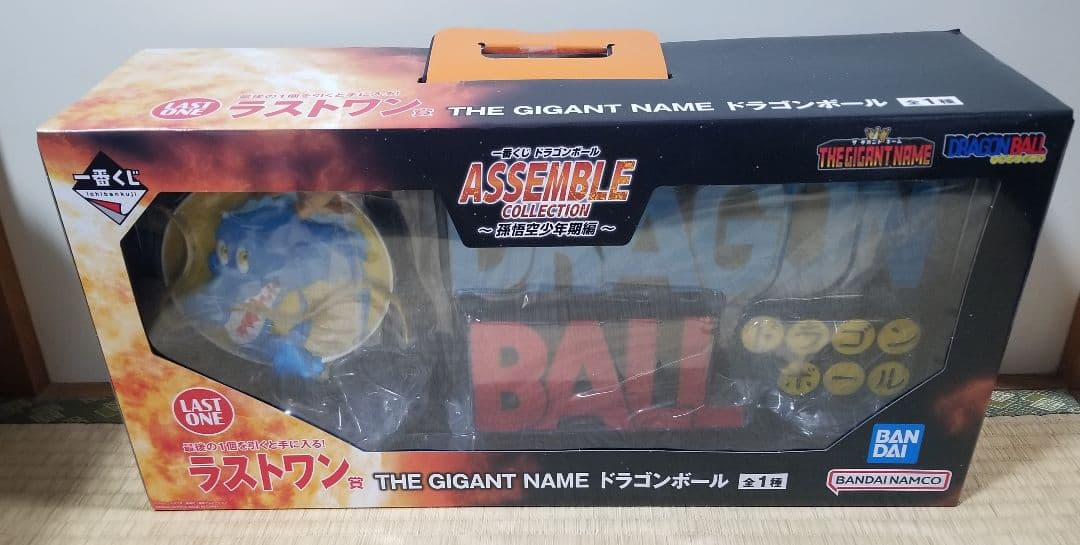 最後の1個を引くと手に入る!
LAST ONE
ラストワン賞 THE GIGANT NAME ドラゴンボール 全1種
一番くじ
ichibankuji
一番くじ ドラゴンボール
ASSEMBLE
COLLECTION
～孫悟空少年期編～
THE GIGANT NAME
DRAGON BALL
DRAGON
BALL
ドラゴン
ボール
LAST
ONE
最後の1個を引くと手に入る!
ラストワン賞 THE GIGANT NAME ドラゴンボール 全1種
BAN
DAI
BANDAI NAMCO